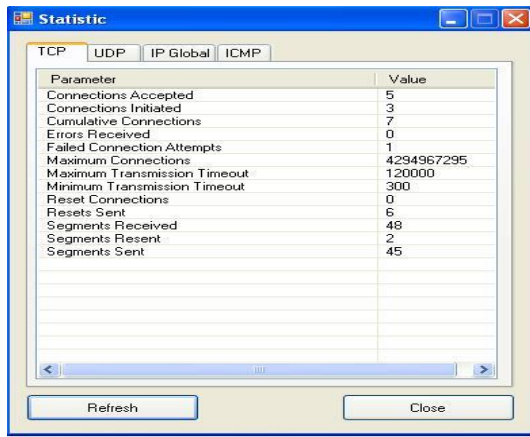 Statistic
TCP UDP IP Global ICMP
Parameter Value
Connections Accepted 5
Connections Initiated 3
Cumulative Connections 7
Errors Received 0
Failed Connection Attempts 1
Maximum Connections 4294967295
Maximum Transmission Timeout 120000
Minimum Transmission Timeout 300
Reset Connections 0
Resets Sent 6
Segments Received 48
Segments Resent 2
Segments Sent 45
Refresh Close